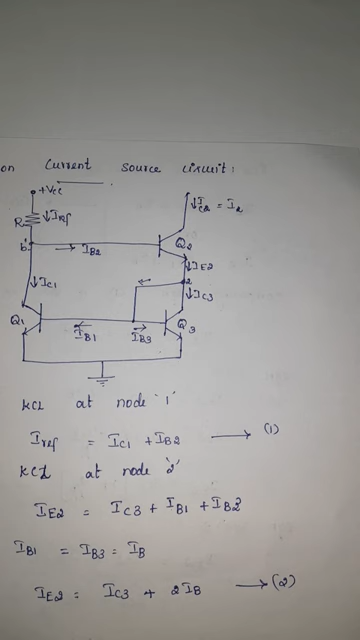 on Current source circuit:
+Vcc
R ↓Iref
↓IC2 = I2
b'
→ IB2
Q2
↓IE2
2
↓IC1
↓IC3
Q1
IB1 IB3
Q3
KCL at node '1'
Iref = IC1 + IB2 → (1)
KCL at node '2'
IE2 = IC3 + IB1 + IB2
IB1 = IB3 = IB
IE2 = IC3 + 2IB → (2)